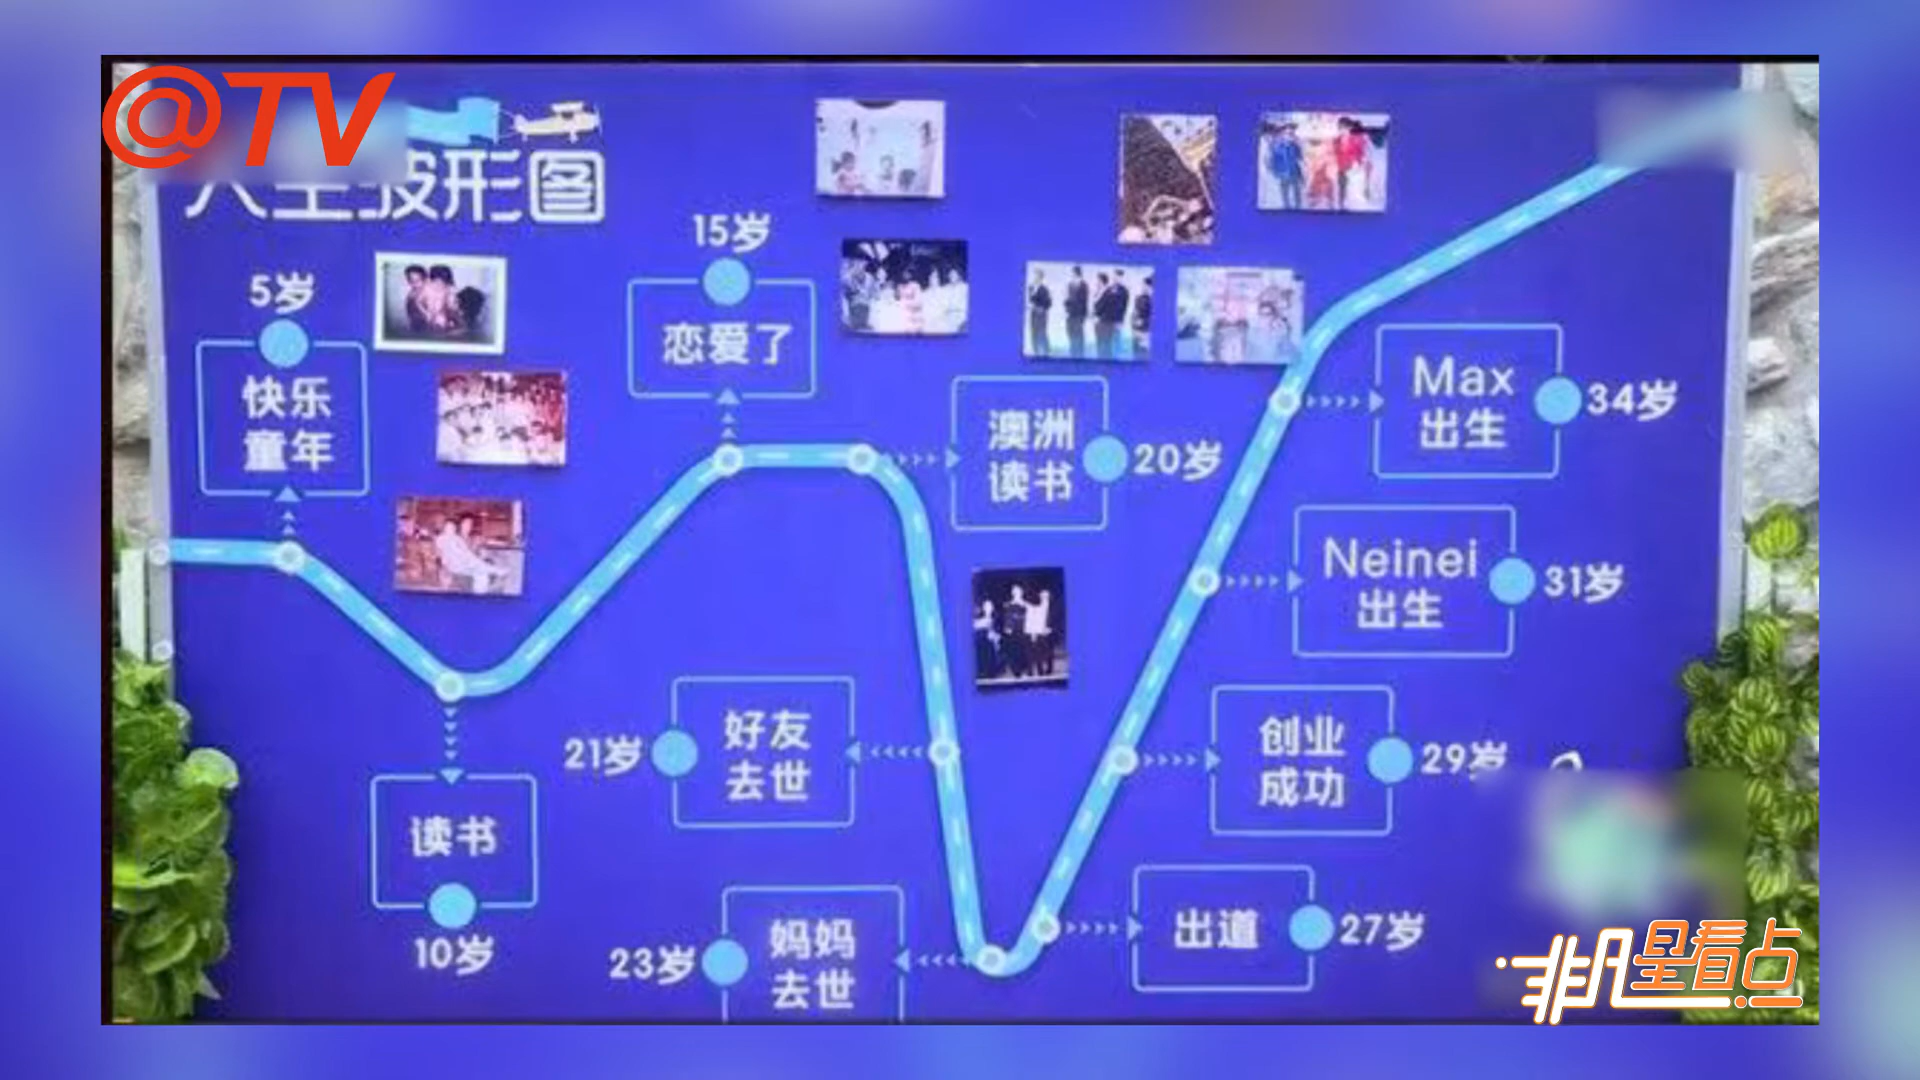 @TV
人生波形图
5岁
快乐
童年
读书
10岁
15岁
恋爱了
澳洲
读书
20岁
21岁
好友
去世
23岁
妈妈
去世
出道
27岁
创业
成功
29岁
Neinei
出生
31岁
Max
出生
34岁
非凡星看点